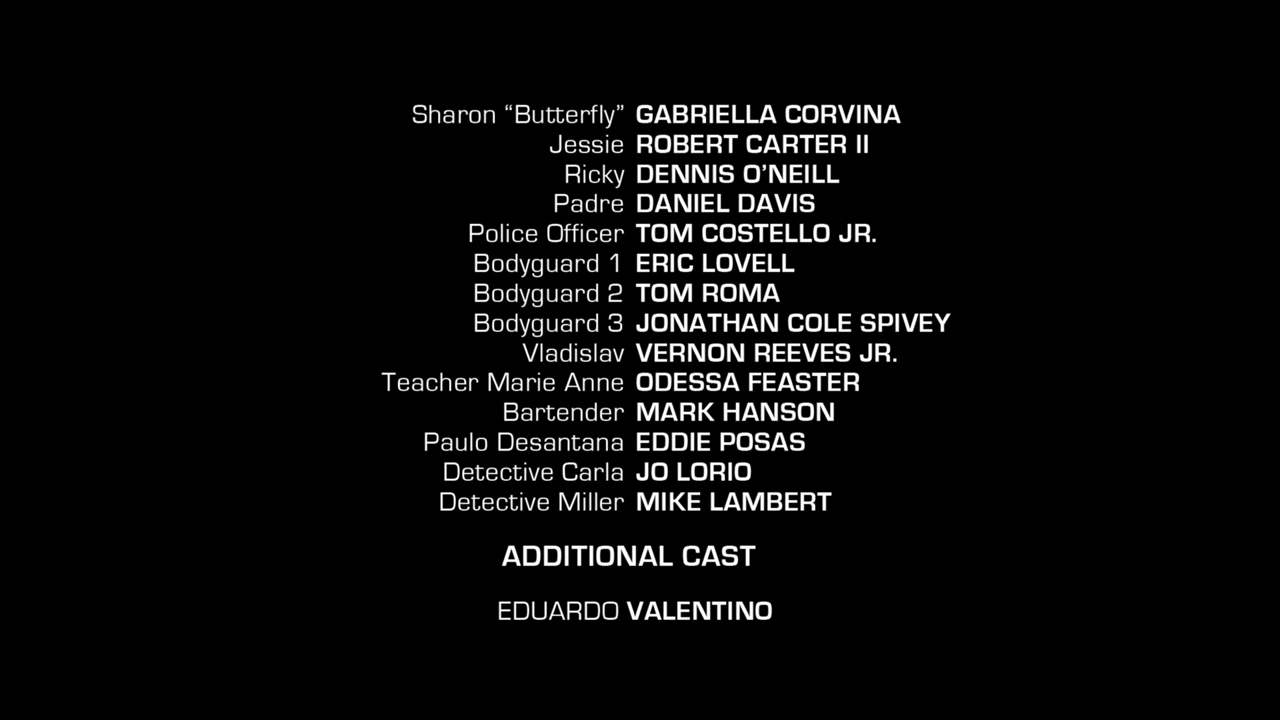 Sharon “Butterfly” GABRIELLA CORVINA
Jessie ROBERT CARTER II
Ricky DENNIS O’NEILL
Padre DANIEL DAVIS
Police Officer TOM COSTELLO JR.
Bodyguard 1 ERIC LOVELL
Bodyguard 2 TOM ROMA
Bodyguard 3 JONATHAN COLE SPIVEY
Vladislav VERNON REEVES JR.
Teacher Marie Anne ODESSA FEASTER
Bartender MARK HANSON
Paulo Desantana EDDIE POSAS
Detective Carla JO LORIO
Detective Miller MIKE LAMBERT
ADDITIONAL CAST
EDUARDO VALENTINO